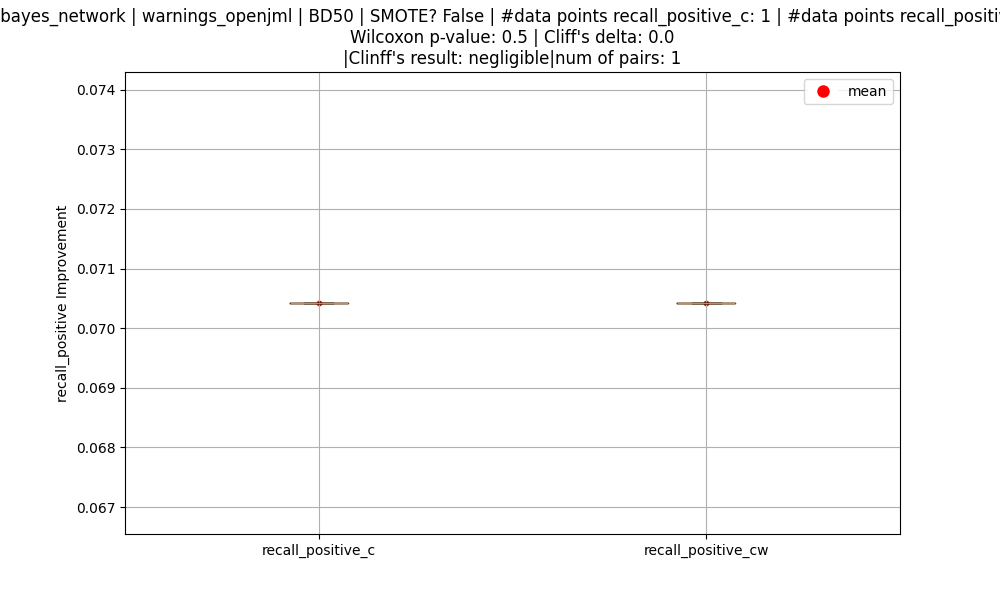 bayes_network | warnings_openjml | BD50 | SMOTE? False | #data points recall_positive_c: 1 | #data points
Wilcoxon p-value: 0.5 | Cliff's delta: 0.0
|Clinff's result: negligible|num of pairs: 1
mean
0.074
0.073
0.072
0.071
0.070
0.069
0.068
0.067
recall_positive Improvement
recall_positive_c
recall_positive_cw